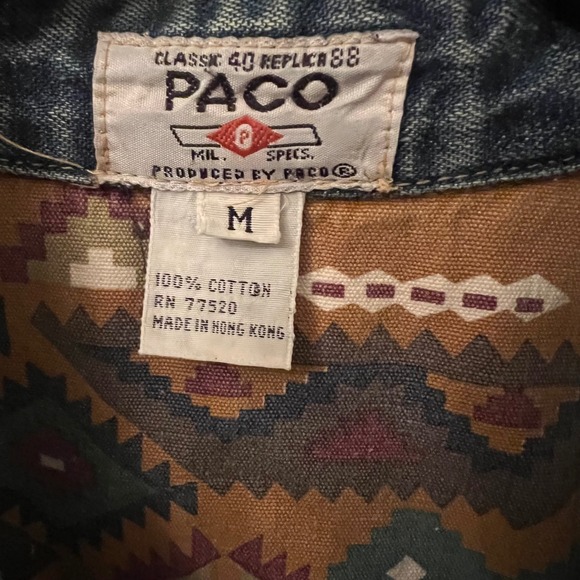 CLASSIC 40 REPLICA 88
PACO
P
MIL. SPECS.
PRODUCED BY PACO®
M
100% COTTON
RN 77520
MADE IN HONG KONG